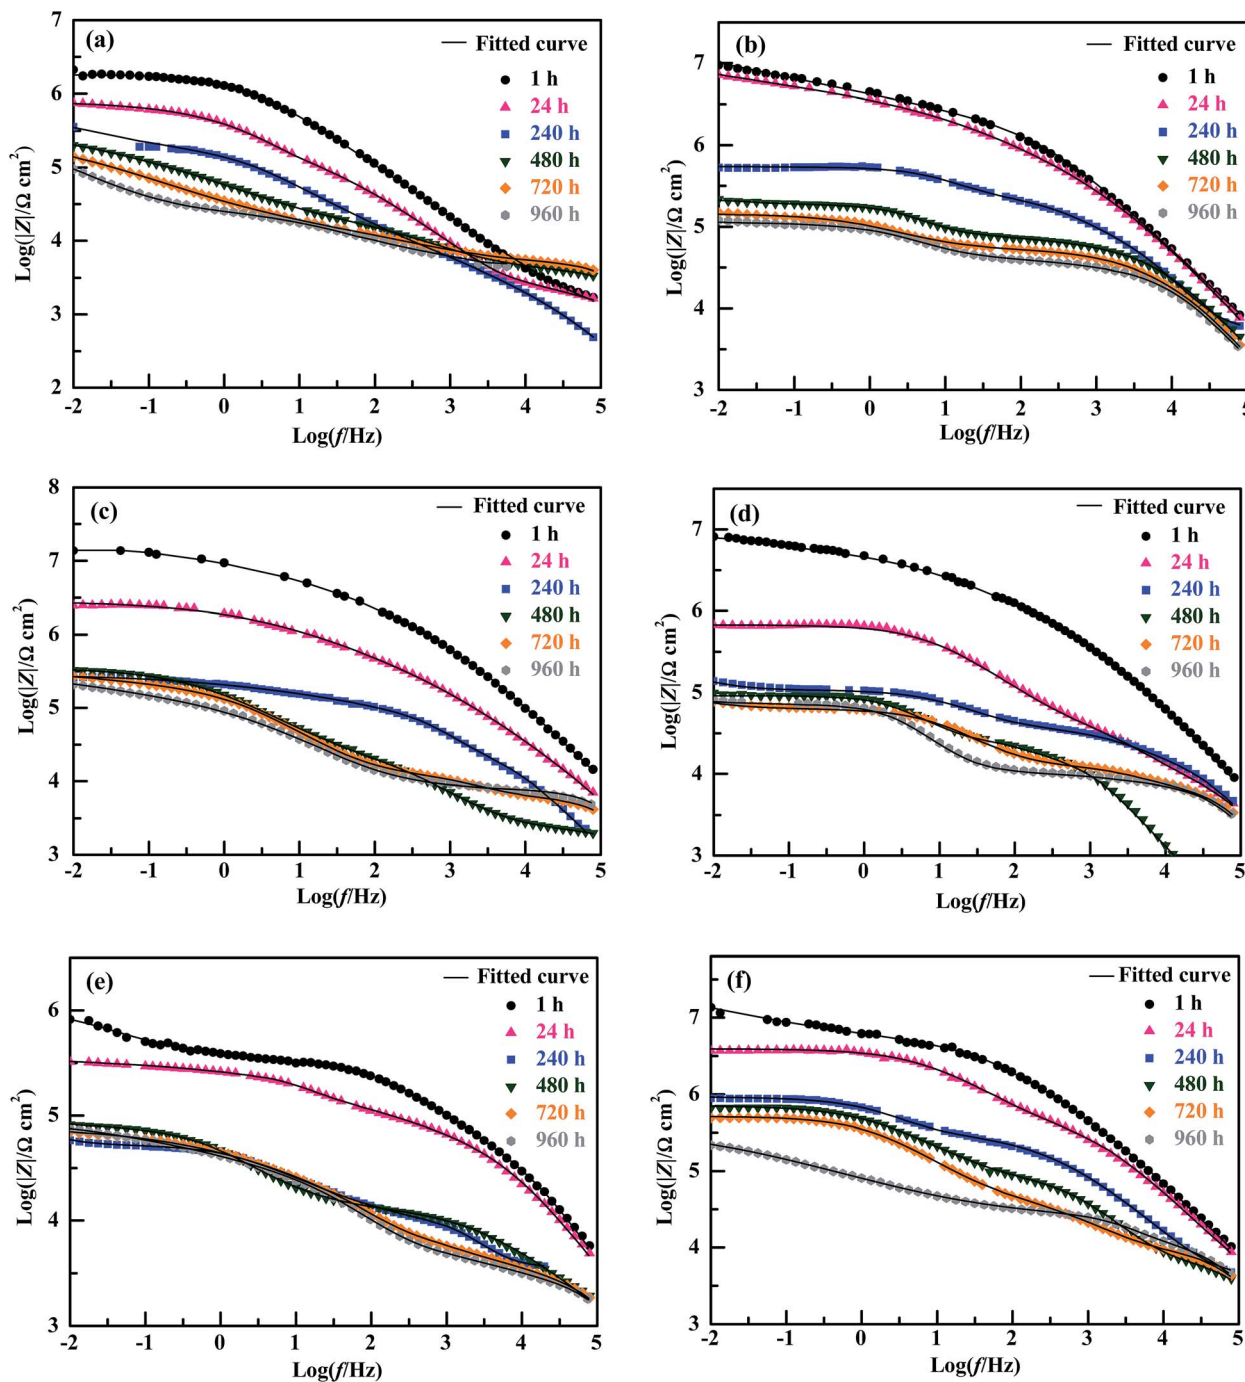 (a)
Fitted curve
1 h
24 h
240 h
480 h
720 h
960 h
7
6
5
4
3
2
-2 -1 0 1 2 3 4 5
Log(f/Hz)
Log(|Z|/Ω cm²)
(b)
Fitted curve
1 h
24 h
240 h
480 h
720 h
960 h
7
6
5
4
3
-2 -1 0 1 2 3 4 5
Log(f/Hz)
Log(|Z|/Ω cm²)
(c)
Fitted curve
1 h
24 h
240 h
480 h
720 h
960 h
8
7
6
5
4
3
-2 -1 0 1 2 3 4 5
Log(f/Hz)
Log(|Z|/Ω cm²)
(d)
Fitted curve
1 h
24 h
240 h
480 h
720 h
960 h
7
6
5
4
3
-2 -1 0 1 2 3 4 5
Log(f/Hz)
Log(|Z|/Ω cm²)
(e)
Fitted curve
1 h
24 h
240 h
480 h
720 h
960 h
6
5
4
3
-2 -1 0 1 2 3 4 5
Log(f/Hz)
Log(|Z|/Ω cm²)
(f)
Fitted curve
1 h
24 h
240 h
480 h
720 h
960 h
7
6
5
4
3
-2 -1 0 1 2 3 4 5
Log(f/Hz)
Log(|Z|/Ω cm²)